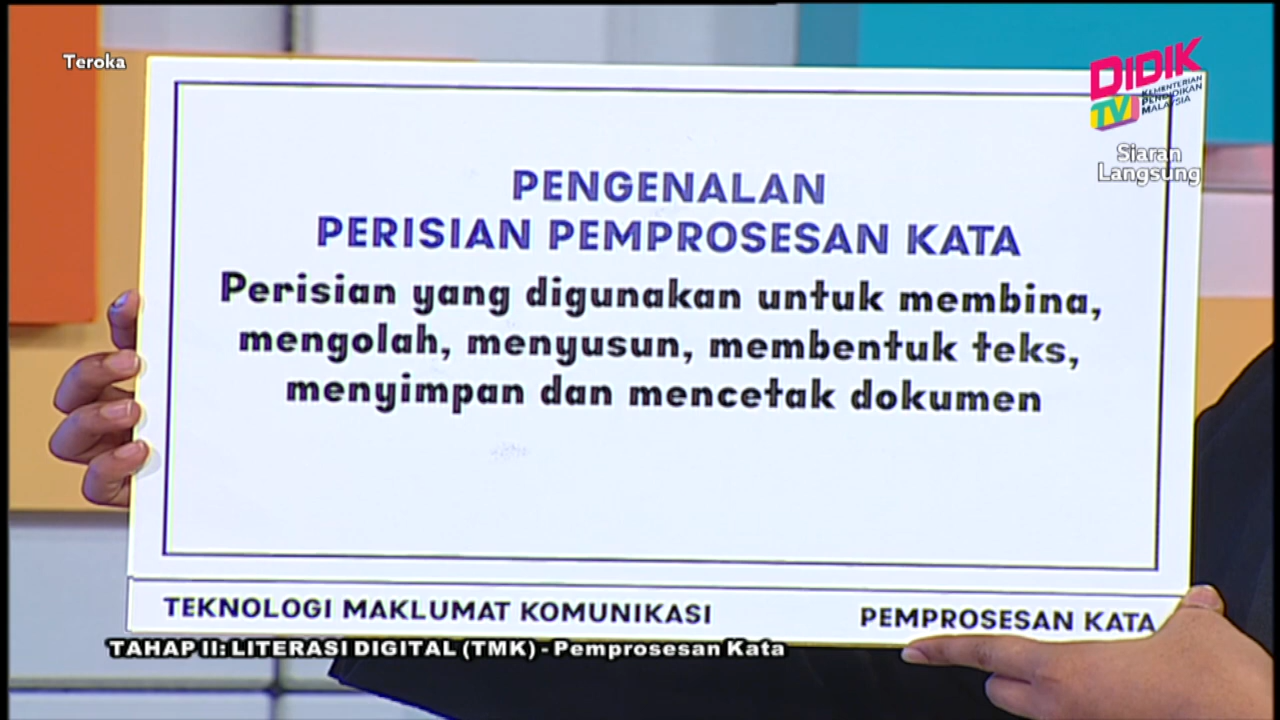 Teroka
DIDIK
TV
KEMENTERIAN
PENDIDIKAN
MALAYSIA
Siaran
Langsung
PENGENALAN
PERISIAN PEMPROSESAN KATA
Perisian yang digunakan untuk membina,
mengolah, menyusun, membentuk teks,
menyimpan dan mencetak dokumen
TEKNOLOGI MAKLUMAT KOMUNIKASI
PEMPROSESAN KATA
TAHAP II: LITERASI DIGITAL (TMK) - Pemprosesan Kata